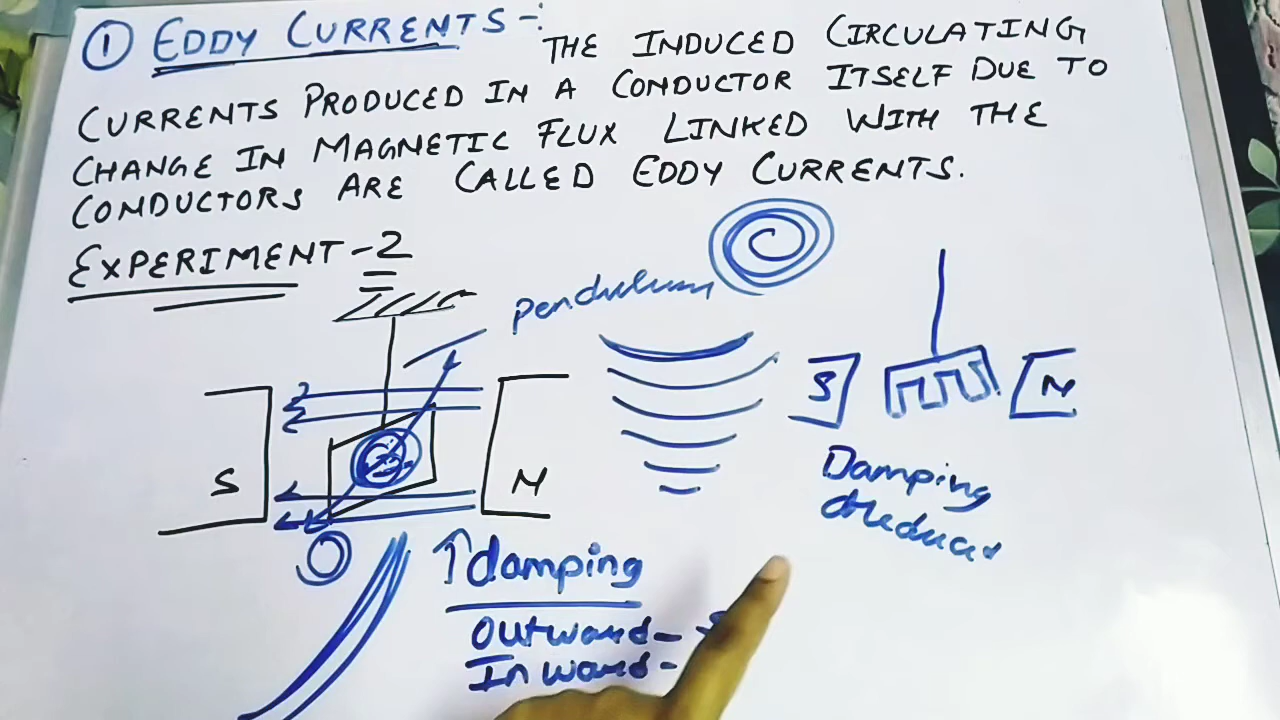 ① EDDY CURRENTS -: THE INDUCED CIRCULATING
CURRENTS PRODUCED IN A CONDUCTOR ITSELF DUE TO
CHANGE IN MAGNETIC FLUX LINKED WITH THE
CONDUCTORS ARE CALLED EDDY CURRENTS.
EXPERIMENT-2
pendulum
S
N
S
N
Damping
↑damping
Outward-
Inward-